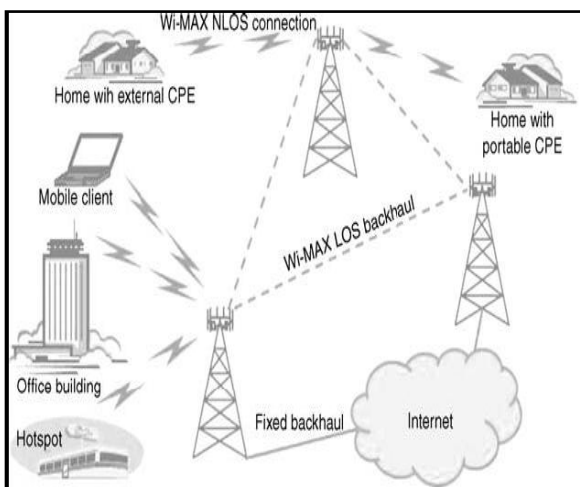 Wi-MAX NLOS connection
Home wih external CPE
Home with
portable CPE
Mobile client
Wi-MAX LOS backhaul
Office building
Fixed backhaul
Internet
Hotspot